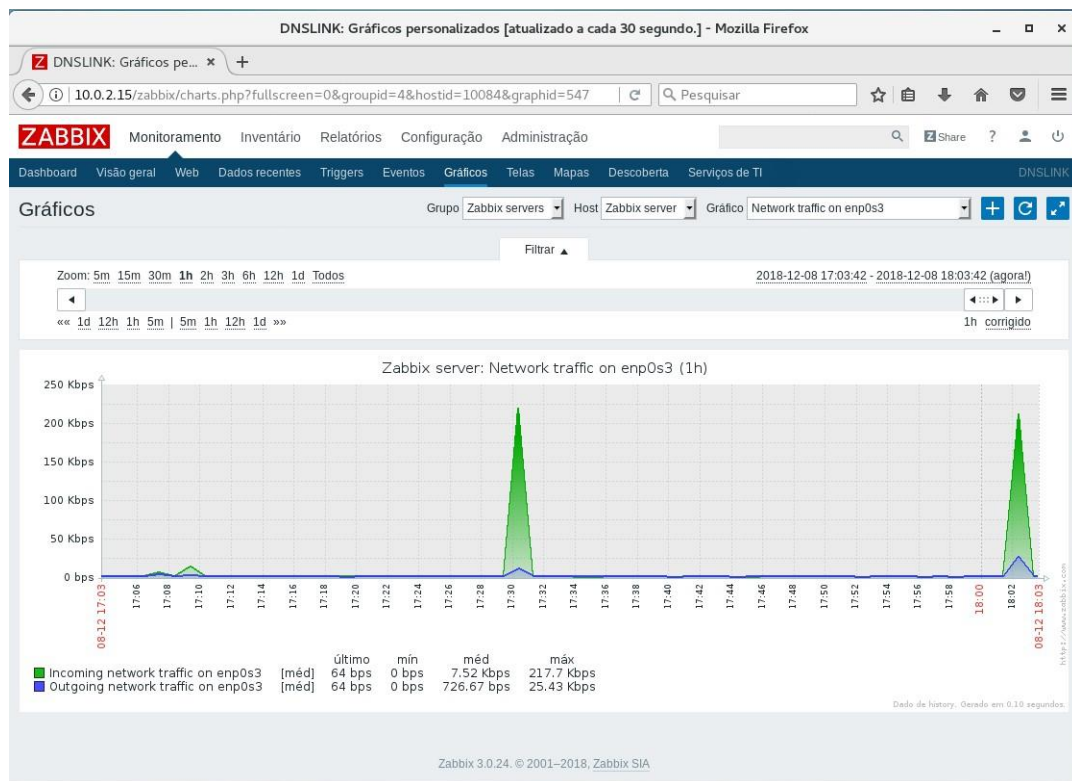 DNSLINK: Gráficos personalizados [atualizado a cada 30 segundo.] - Mozilla Firefox
Z DNSLINK: Gráficos pe... × +
10.0.2.15/zabbix/charts.php?fullscreen=0&groupid=4&hostid=10084&graphid=547 Pesquisar
ZABBIX Monitoramento Inventário Relatórios Configuração Administração Z Share ?
Dashboard Visão geral Web Dados recentes Triggers Eventos Gráficos Telas Mapas Descoberta Serviços de TI DNSLINK
Gráficos Grupo Zabbix servers Host Zabbix server Gráfico Network traffic on enp0s3
Filtrar ▲
Zoom: 5m 15m 30m 1h 2h 3h 6h 12h 1d Todos 2018-12-08 17:03:42 - 2018-12-08 18:03:42 (agora!)
«« 1d 12h 1h 5m | 5m 1h 12h 1d »» 1h corrigido
Zabbix server: Network traffic on enp0s3 (1h)
250 Kbps
200 Kbps
150 Kbps
100 Kbps
50 Kbps
0 bps
08-12 17:03 17:06 17:08 17:10 17:12 17:14 17:16 17:18 17:20 17:22 17:24 17:26 17:28 17:30 17:32 17:34 17:36 17:38 17:40 17:42 17:44 17:46 17:48 17:50 17:52 17:54 17:56 17:58 18:00 18:02 08-12 18:03
http://www.zabbix.com
último mín méd máx
Incoming network traffic on enp0s3 [méd] 64 bps 0 bps 7.52 Kbps 217.7 Kbps
Outgoing network traffic on enp0s3 [méd] 64 bps 0 bps 726.67 bps 25.43 Kbps
Dado de history. Gerado em 0.10 segundos.
Zabbix 3.0.24. © 2001–2018, Zabbix SIA